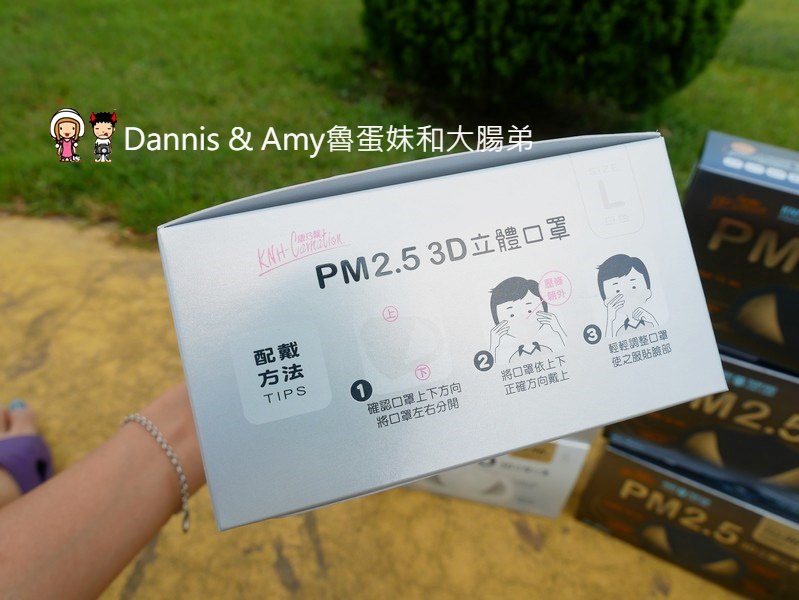 Dannis & Amy魯蛋妹和大腸弟
L
KNH-Carnation
PM2.5 3D立體口罩
配戴
方法
TIPS
上
下
1
確認口罩上下方向
將口罩左右分開
2
將口罩依上下
正確方向戴上
3
輕輕調整口罩
使之服貼臉部
PM2.5
PM2.5